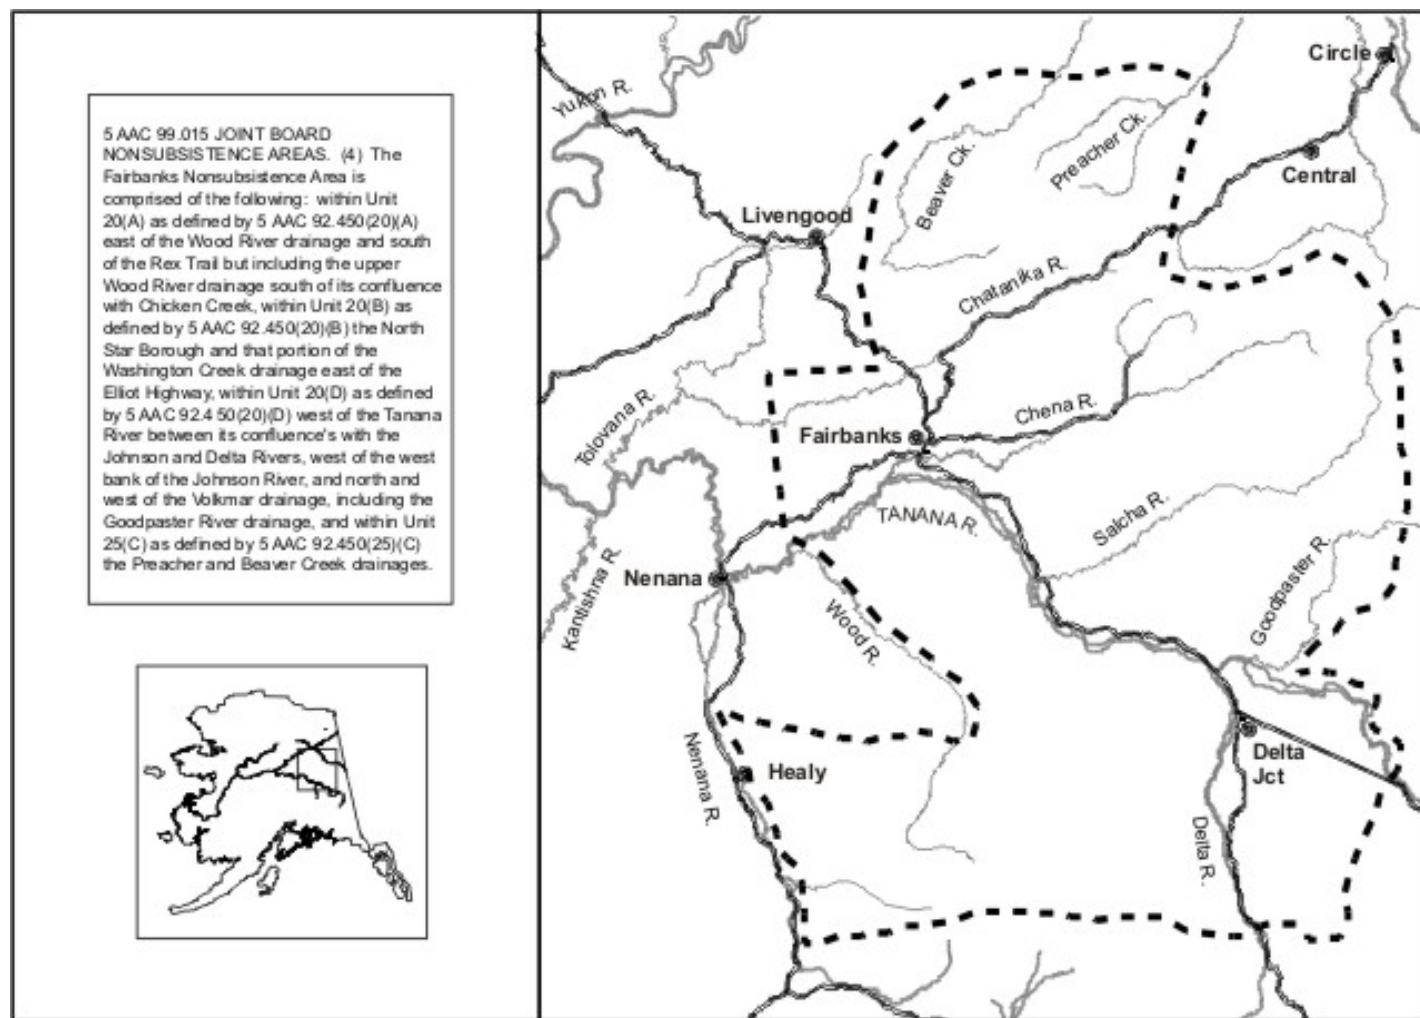 5 AAC 99.015 JOINT BOARD
NONSUBSISTENCE AREAS. (4) The
Fairbanks Nonsubsistence Area is
comprised of the following: within Unit
20(A) as defined by 5 AAC 92.450(20)(A)
east of the Wood River drainage and south
of the Rex Trail but including the upper
Wood River drainage south of its confluence
with Chicken Creek, within Unit 20(B) as
defined by 5 AAC 92.450(20)(B) the North
Star Borough and that portion of the
Washington Creek drainage east of the
Elliot Highway, within Unit 20(D) as defined
by 5 AAC 92.4 50(20)(D) west of the Tanana
River between its confluence's with the
Johnson and Delta Rivers, west of the west
bank of the Johnson River, and north and
west of the Volkmar drainage, including the
Goodpaster River drainage, and within Unit
25(C) as defined by 5 AAC 92.450(25)(C)
the Preacher and Beaver Creek drainages.
Circle
Yukon R.
Preacher Ck.
Beaver Ck.
Central
Livengood
Chatanika R.
Tolovana R.
Chena R.
Fairbanks
TANANA R.
Salcha R.
Kantishna R.
Nenana
Wood R.
Goodpaster R.
Nenana R.
Healy
Delta
Jct
Delta R.